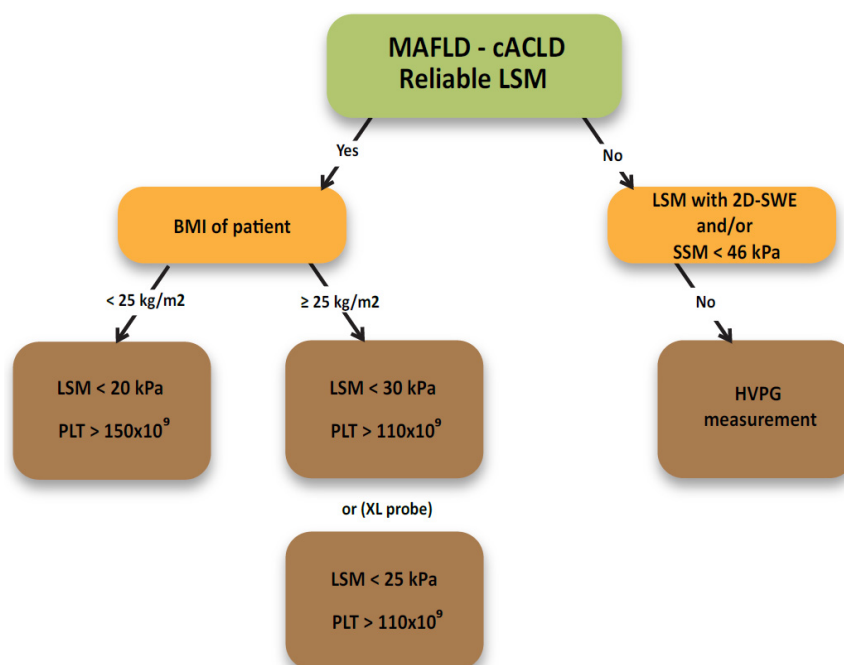 MAFLD - cACLD
Reliable LSM
Yes
No
BMI of patient
LSM with 2D-SWE
and/or
SSM < 46 kPa
< 25 kg/m2
≥ 25 kg/m2
No
LSM < 20 kPa
PLT > 150x10⁹
LSM < 30 kPa
PLT > 110x10⁹
HVPG
measurement
or (XL probe)
LSM < 25 kPa
PLT > 110x10⁹